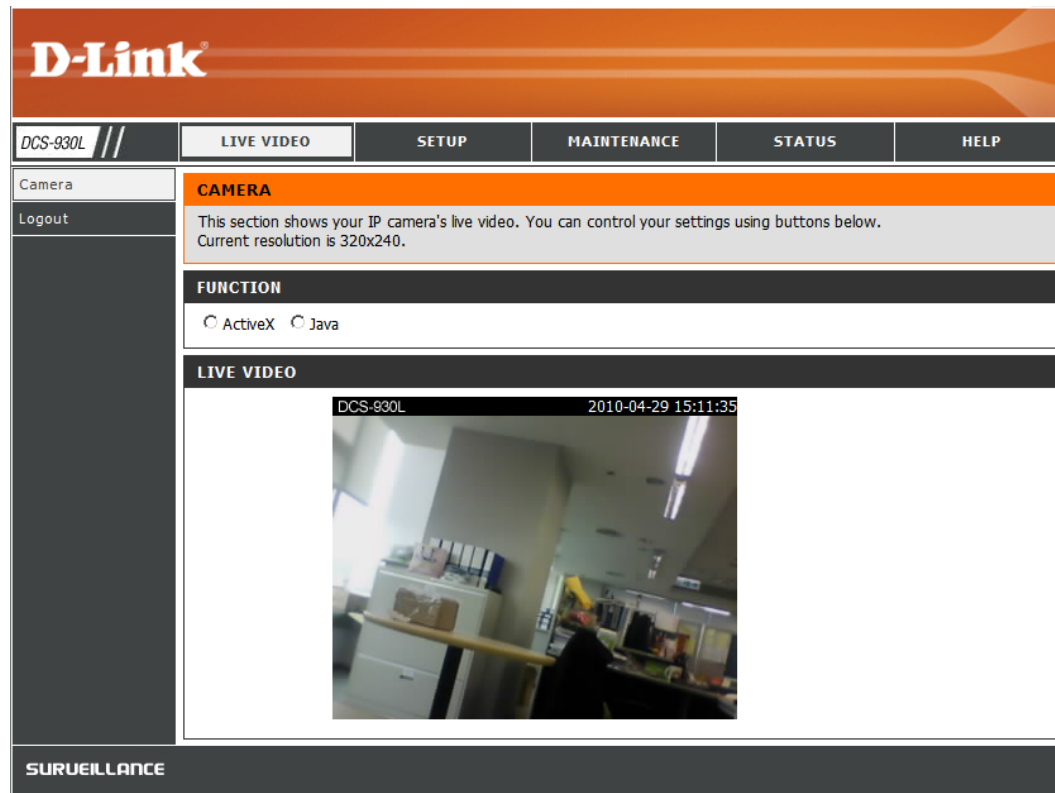 D-Link®
DCS-930L
LIVE VIDEO
SETUP
MAINTENANCE
STATUS
HELP
Camera
Logout
CAMERA
This section shows your IP camera's live video. You can control your settings using buttons below.
Current resolution is 320x240.
FUNCTION
ActiveX
Java
LIVE VIDEO
DCS-930L
2010-04-29 15:11:35
SURVEILLANCE